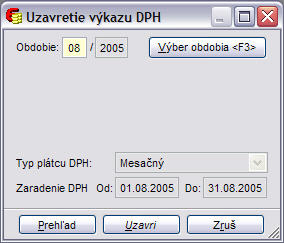 Uzavretie výkazu DPH
Obdobie: 08 / 2005 Výber obdobia <F3>
Typ plátcu DPH: Mesačný
Zaradenie DPH Od: 01.08.2005 Do: 31.08.2005
Prehľad Uzavri Zruš